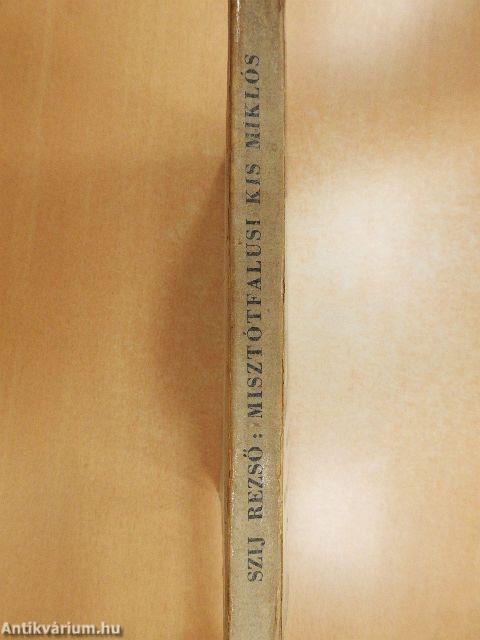 SZIJ REZSŐ: MISZTÓTFALUSI KIS MIKLÓS
Antikvárium.hu